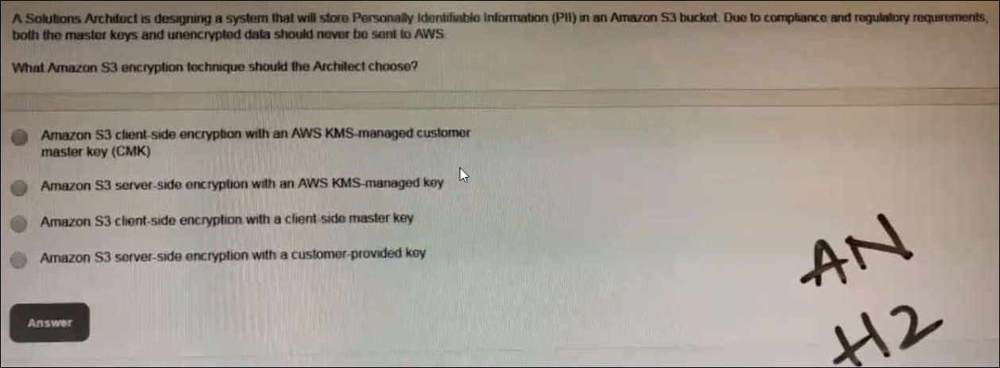 A Solutions Architect is designing a system that will store Personally Identifiable Information (PII) in an Amazon S3 bucket. Due to compliance and regulatory requirements,
both the master keys and unencrypted data should never be sent to AWS.
What Amazon S3 encryption technique should the Architect choose?
Amazon S3 client-side encryption with an AWS KMS-managed customer
master key (CMK)
Amazon S3 server-side encryption with an AWS KMS-managed key
Amazon S3 client-side encryption with a client-side master key
Amazon S3 server-side encryption with a customer-provided key
Answer
AN
H2